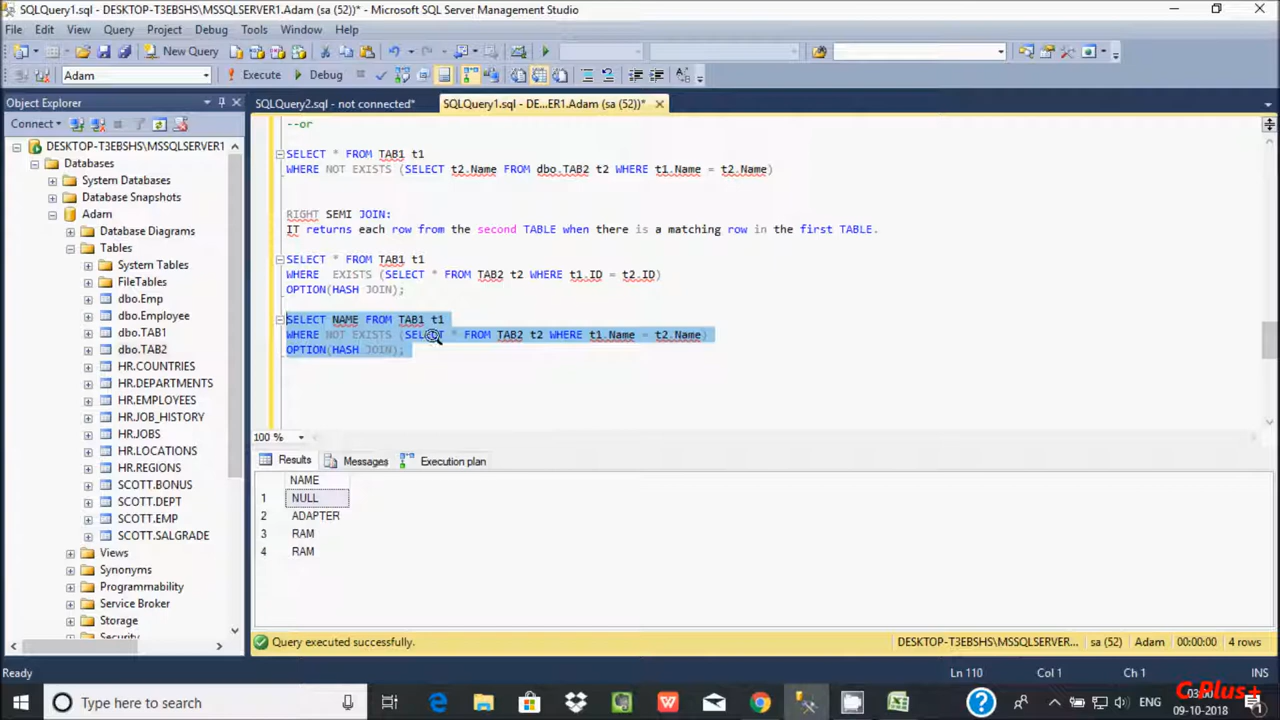 SQLQuery1.sql - DESKTOP-T3EBSHS\MSSQLSERVER1.Adam (sa (52))* - Microsoft SQL Server Management Studio
File Edit View Query Project Debug Tools Window Help
New Query
Adam Execute Debug
Object Explorer
SQLQuery2.sql - not connected* SQLQuery1.sql - DE...ER1.Adam (sa (52))*
Connect
DESKTOP-T3EBSHS\MSSQLSERVER1
Databases
System Databases
Database Snapshots
Adam
Database Diagrams
Tables
System Tables
FileTables
dbo.Emp
dbo.Employee
dbo.TAB1
dbo.TAB2
HR.COUNTRIES
HR.DEPARTMENTS
HR.EMPLOYEES
HR.JOB_HISTORY
HR.JOBS
HR.LOCATIONS
HR.REGIONS
SCOTT.BONUS
SCOTT.DEPT
SCOTT.EMP
SCOTT.SALGRADE
Views
Synonyms
Programmability
Service Broker
Storage
Security
--or
SELECT * FROM TAB1 t1
WHERE NOT EXISTS (SELECT t2.Name FROM dbo.TAB2 t2 WHERE t1.Name = t2.Name)
RIGHT SEMI JOIN:
IT returns each row from the second TABLE when there is a matching row in the first TABLE.
SELECT * FROM TAB1 t1
WHERE  EXISTS (SELECT * FROM TAB2 t2 WHERE t1.ID = t2.ID)
OPTION(HASH JOIN);
SELECT NAME FROM TAB1 t1
WHERE NOT EXISTS (SELECT * FROM TAB2 t2 WHERE t1.Name = t2.Name)
OPTION(HASH JOIN);
100 %
Results Messages Execution plan
NAME
1 NULL
2 ADAPTER
3 RAM
4 RAM
Query executed successfully. DESKTOP-T3EBSHS\MSSQLSERVER... sa (52) Adam 00:00:00 4 rows
Ready Ln 110 Col 1 Ch 1 INS
Type here to search
ENG
09-10-2018
C-Plus+